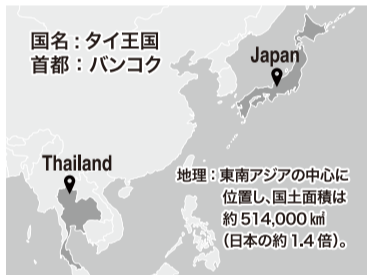 国名：タイ王国
首都：バンコク
Japan
Thailand
地理：東南アジアの中心に
位置し、国土面積は
約514,000㎢
（日本の約1.4倍）。